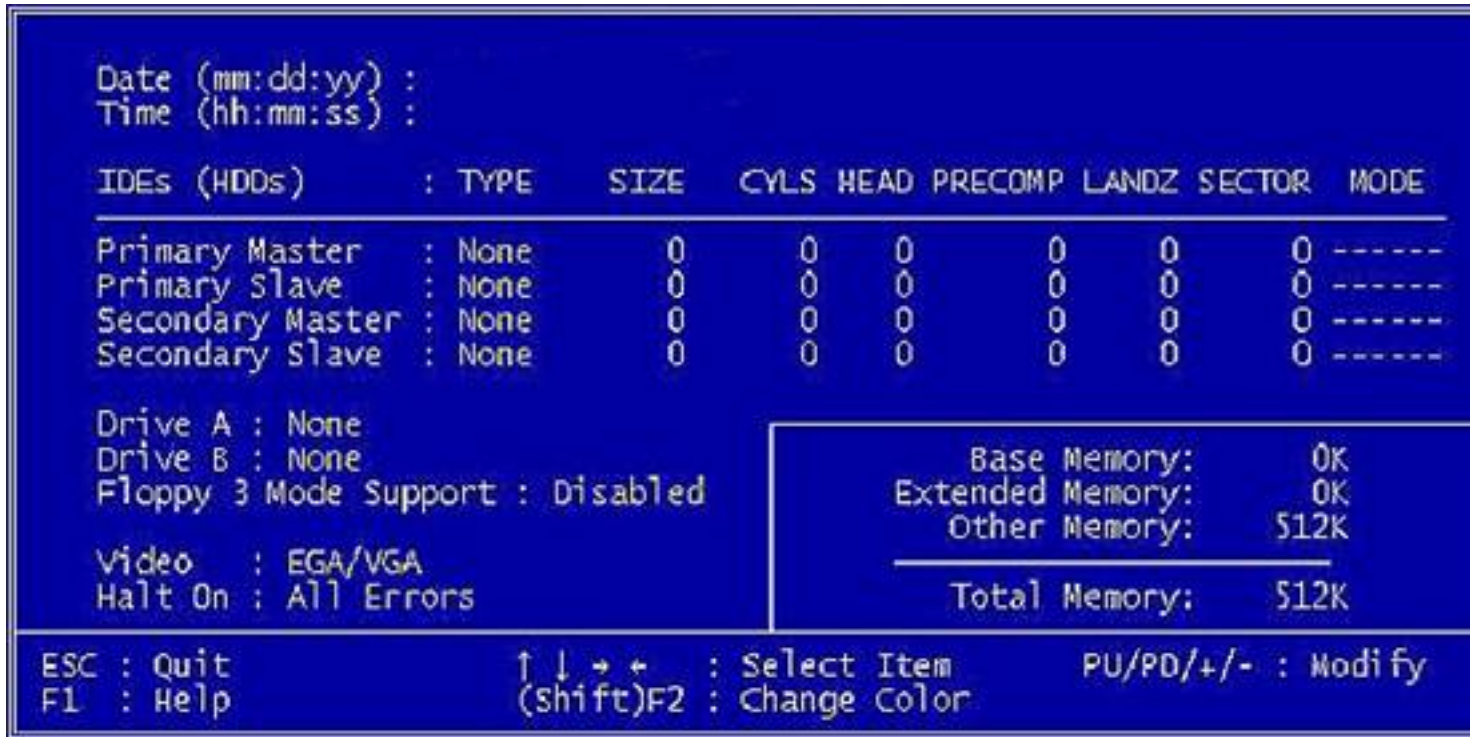 Date (mm:dd:yy) :
Time (hh:mm:ss) :
IDEs (HDDs) : TYPE SIZE CYLS HEAD PRECOMP LANDZ SECTOR MODE
Primary Master : None 0 0 0 0 0 0 ------
Primary Slave : None 0 0 0 0 0 0 ------
Secondary Master : None 0 0 0 0 0 0 ------
Secondary Slave : None 0 0 0 0 0 0 ------
Drive A : None
Drive B : None
Floppy 3 Mode Support : Disabled
Video : EGA/VGA
Halt On : All Errors
Base Memory: 0K
Extended Memory: 0K
Other Memory: 512K
Total Memory: 512K
ESC : Quit ↑ ↓ → ← : Select Item PU/PD/+/- : Modify
F1 : Help (Shift)F2 : Change Color